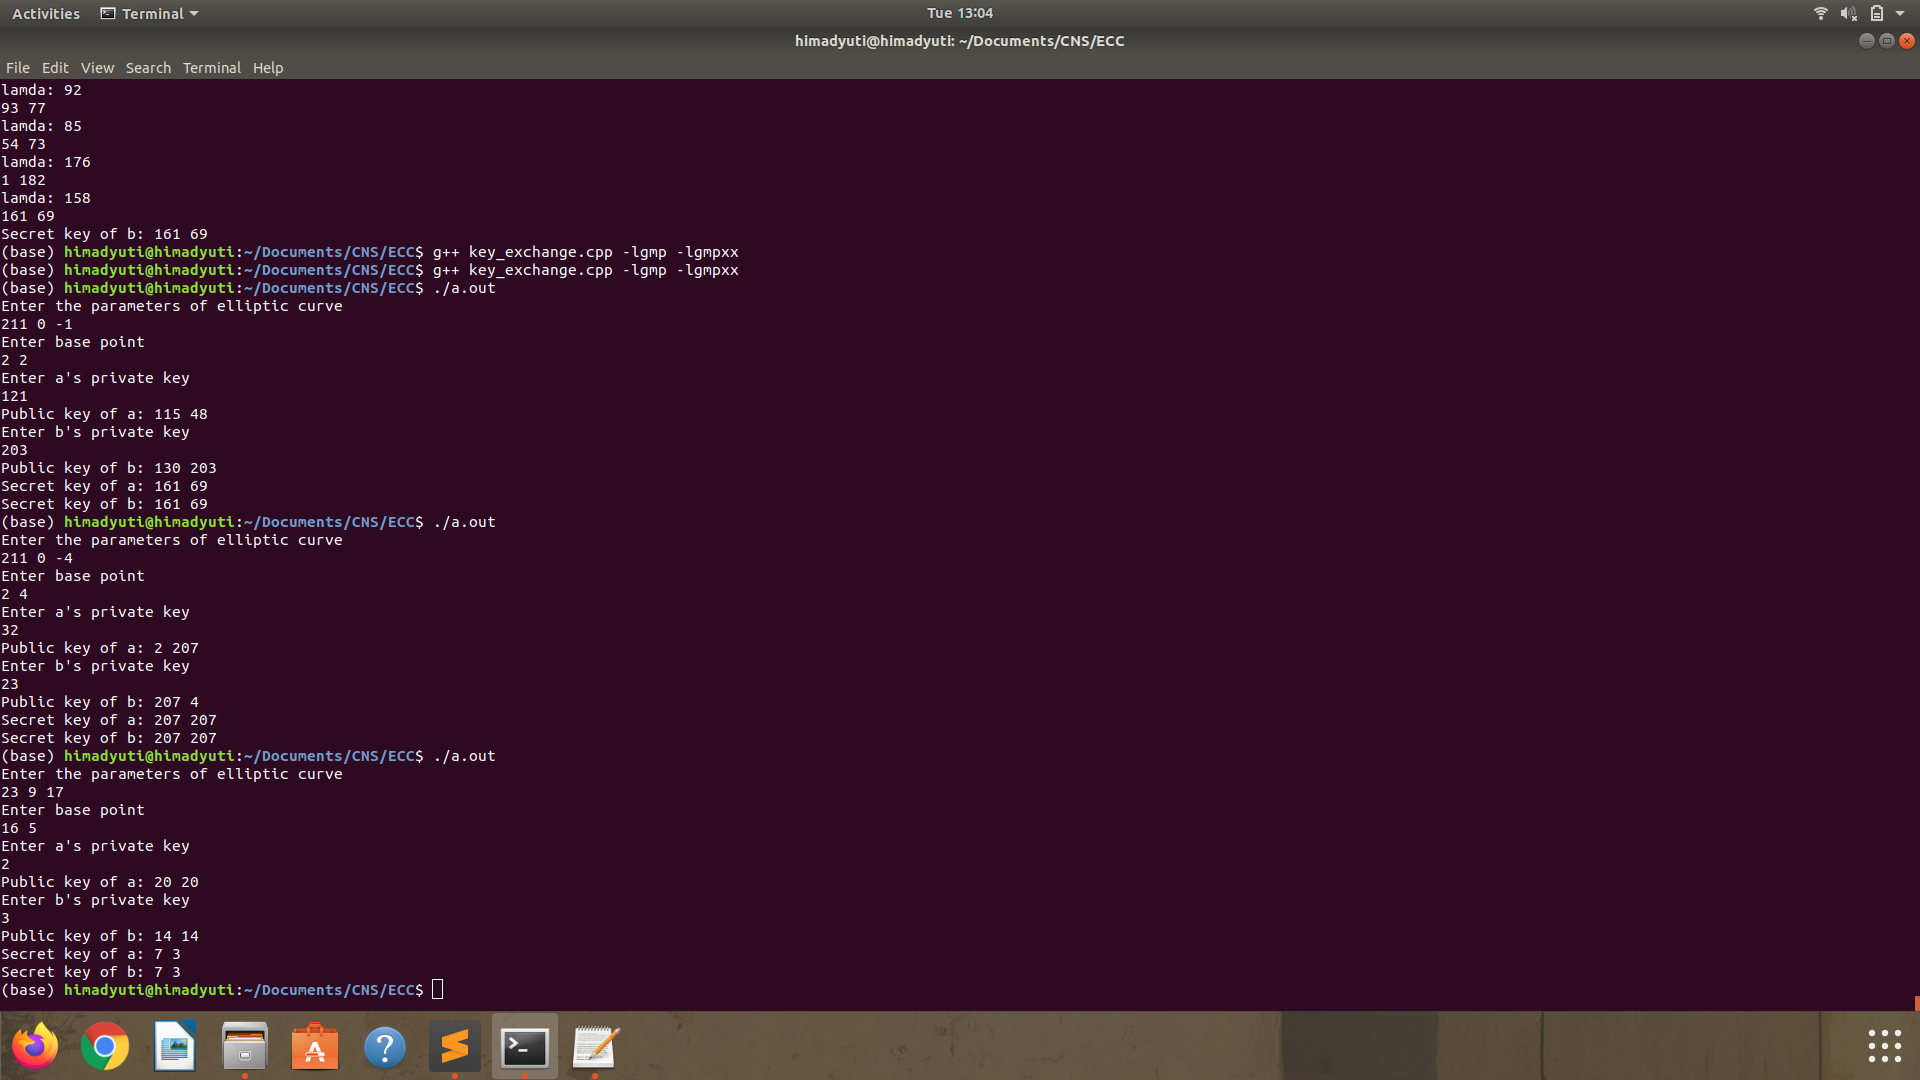 Activities Terminal Tue 13:04
himadyuti@himadyuti: ~/Documents/CNS/ECC
File Edit View Search Terminal Help
lamda: 92
93 77
lamda: 85
54 73
lamda: 176
1 182
lamda: 158
161 69
Secret key of b: 161 69
(base) himadyuti@himadyuti:~/Documents/CNS/ECC$ g++ key_exchange.cpp -lgmp -lgmpxx
(base) himadyuti@himadyuti:~/Documents/CNS/ECC$ g++ key_exchange.cpp -lgmp -lgmpxx
(base) himadyuti@himadyuti:~/Documents/CNS/ECC$ ./a.out
Enter the parameters of elliptic curve
211 0 -1
Enter base point
2 2
Enter a's private key
121
Public key of a: 115 48
Enter b's private key
203
Public key of b: 130 203
Secret key of a: 161 69
Secret key of b: 161 69
(base) himadyuti@himadyuti:~/Documents/CNS/ECC$ ./a.out
Enter the parameters of elliptic curve
211 0 -4
Enter base point
2 4
Enter a's private key
32
Public key of a: 2 207
Enter b's private key
23
Public key of b: 207 4
Secret key of a: 207 207
Secret key of b: 207 207
(base) himadyuti@himadyuti:~/Documents/CNS/ECC$ ./a.out
Enter the parameters of elliptic curve
23 9 17
Enter base point
16 5
Enter a's private key
2
Public key of a: 20 20
Enter b's private key
3
Public key of b: 14 14
Secret key of a: 7 3
Secret key of b: 7 3
(base) himadyuti@himadyuti:~/Documents/CNS/ECC$